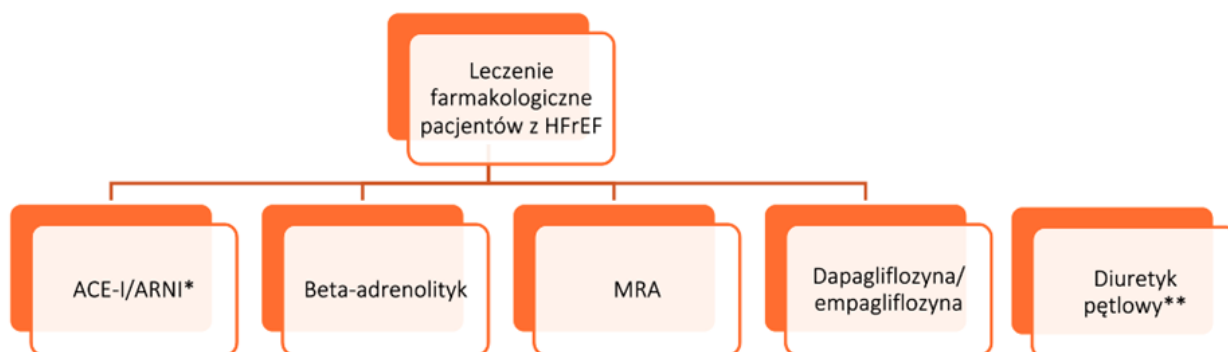 Leczenie
farmakologiczne
pacjentów z HFrEF
ACE-I/ARNI*
Beta-adrenolityk
MRA
Dapagliflozyna/
empagliflozyna
Diuretyk
pętlowy**